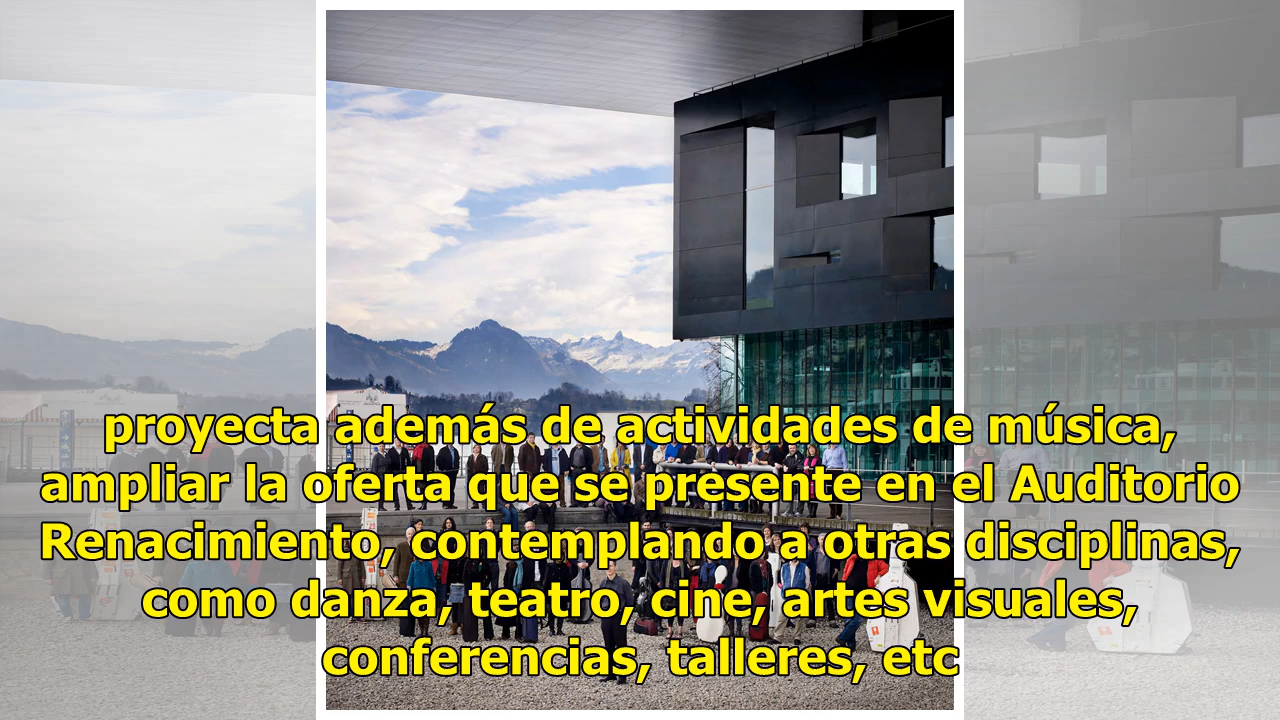 proyecta además de actividades de música,
ampliar la oferta que se presente en el Auditorio
Renacimiento, contemplando a otras disciplinas,
como danza, teatro, cine, artes visuales,
conferencias, talleres, etc